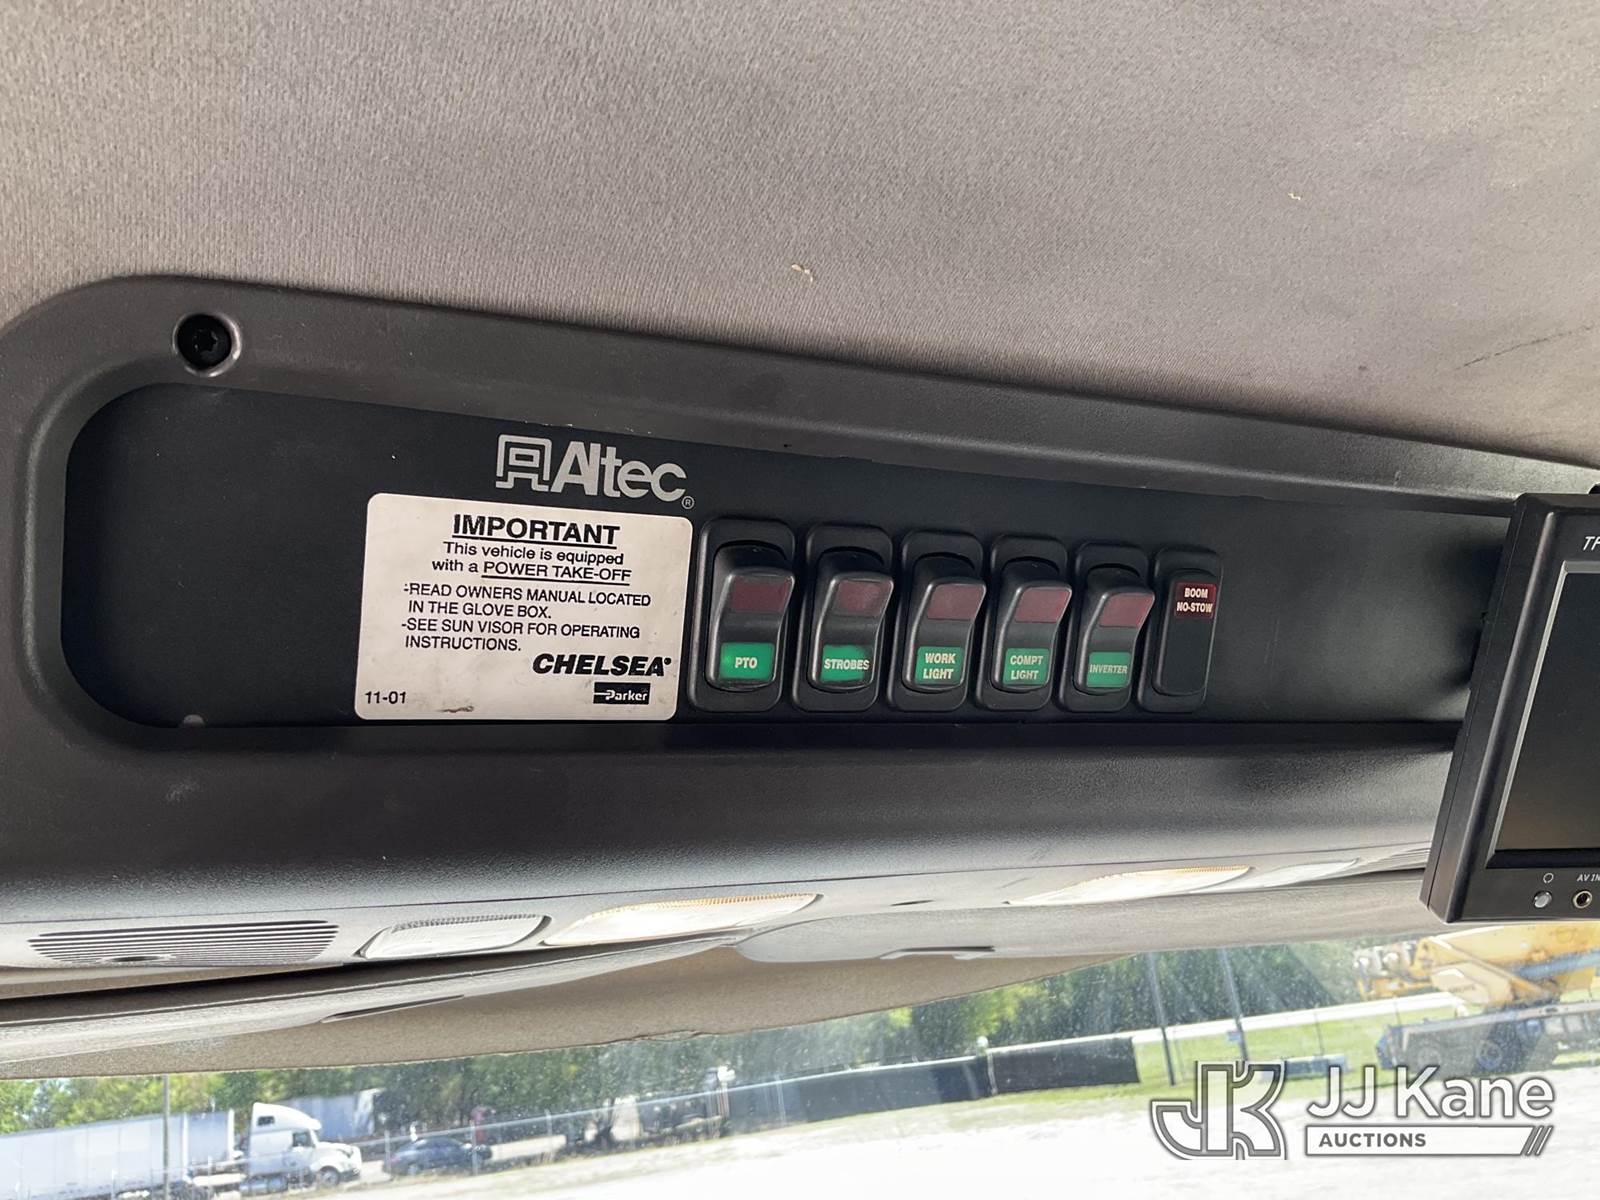 Altec®
IMPORTANT
This vehicle is equipped
with a POWER TAKE-OFF
-READ OWNERS MANUAL LOCATED
IN THE GLOVE BOX.
-SEE SUN VISOR FOR OPERATING
INSTRUCTIONS.
CHELSEA®
11-01
Parker
PTO
STROBES
WORK
LIGHT
COMPT
LIGHT
INVERTER
BOOM
NO-STOW
AV IN
JJ Kane
AUCTIONS